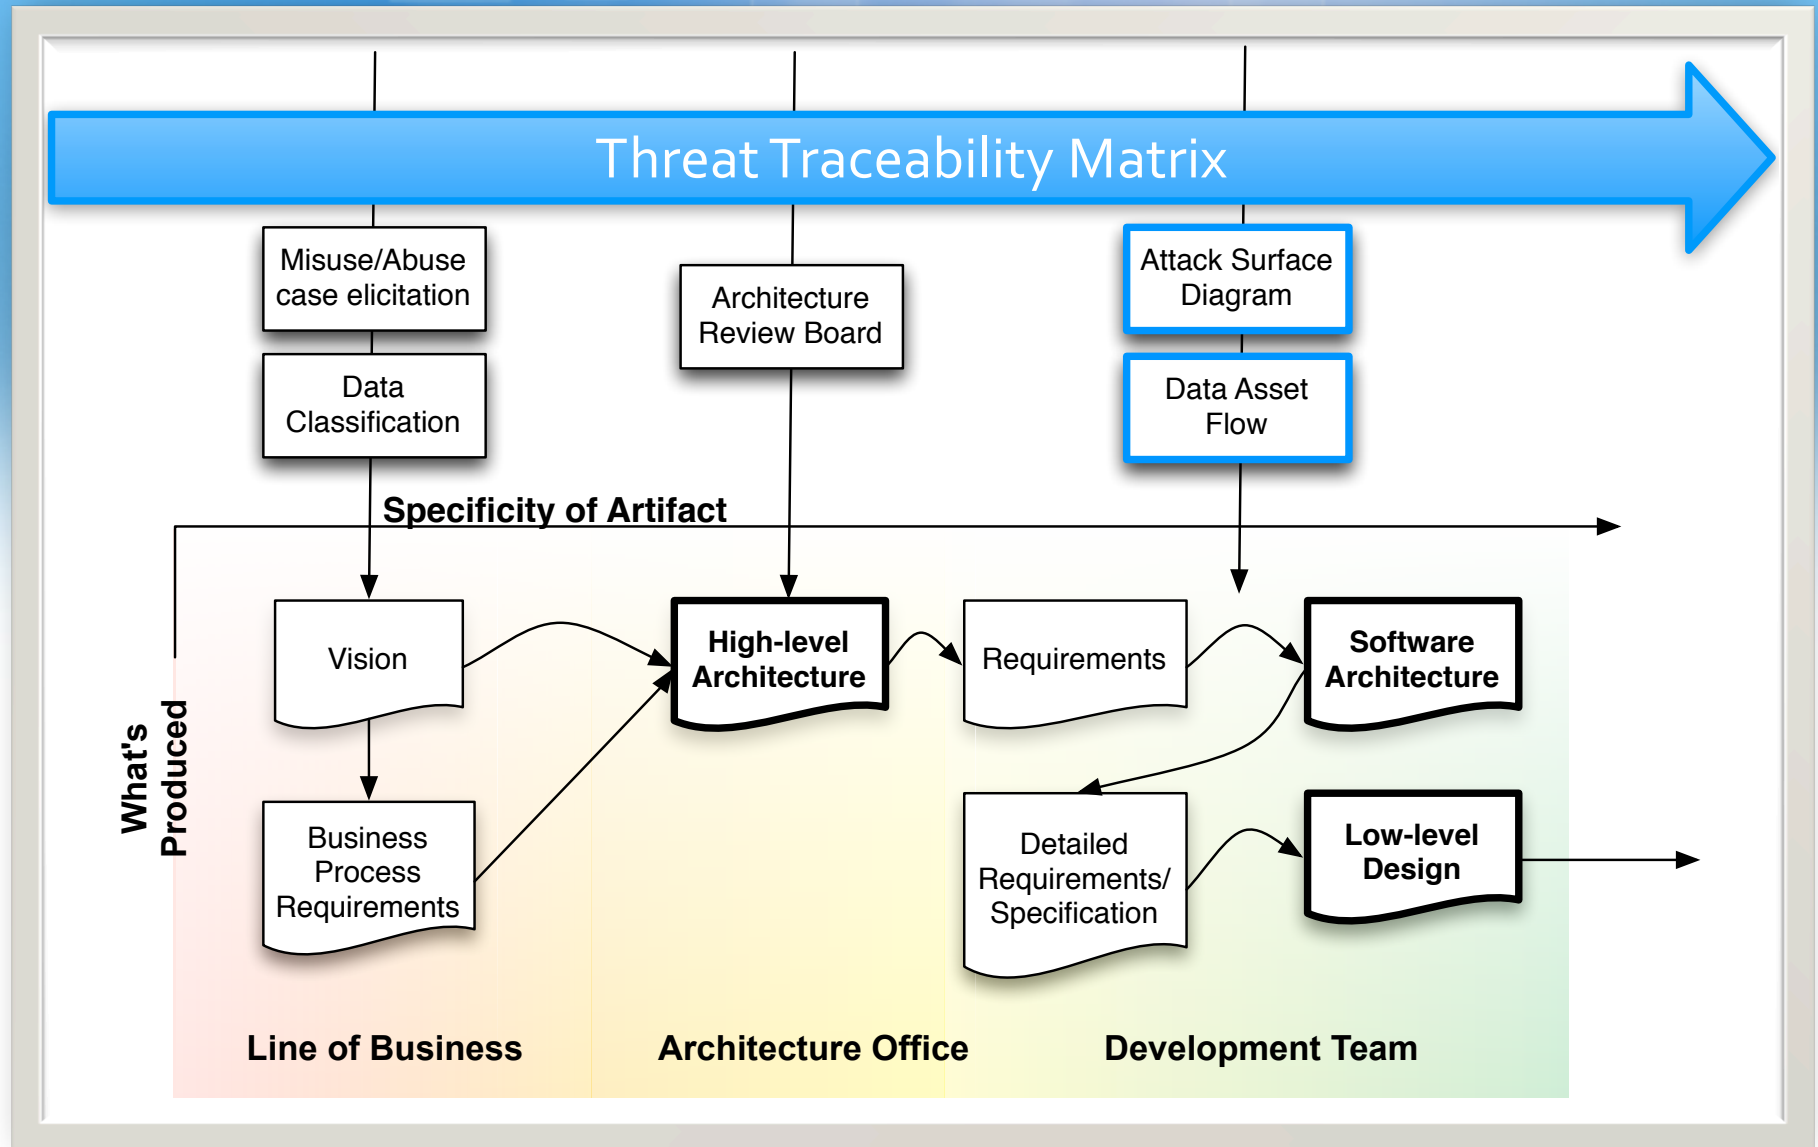 Threat Traceability Matrix
Misuse/Abuse
case elicitation
Data
Classification
Architecture
Review Board
Attack Surface
Diagram
Data Asset
Flow
Specificity of Artifact
What's
Produced
Vision
High-level
Architecture
Requirements
Software
Architecture
Business
Process
Requirements
Detailed
Requirements/
Specification
Low-level
Design
Line of Business
Architecture Office
Development Team